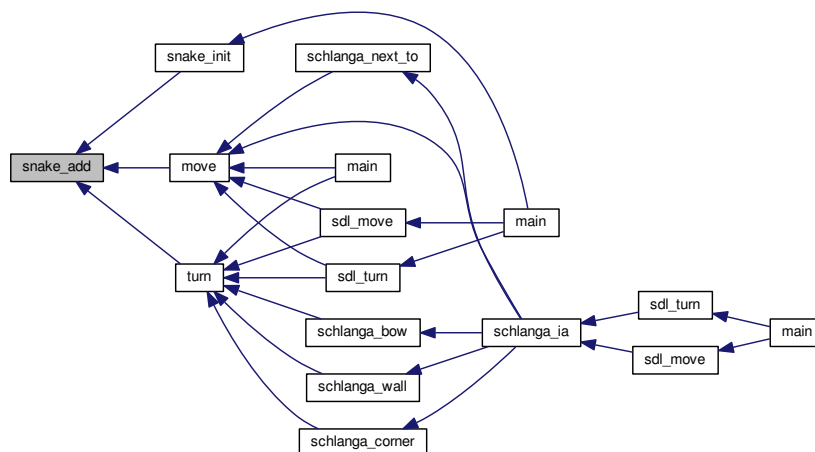 snake_init
schlanga_next_to
snake_add
move
main
sdl_move
main
turn
sdl_turn
schlanga_bow
schlanga_ia
sdl_turn
main
sdl_move
schlanga_wall
schlanga_corner